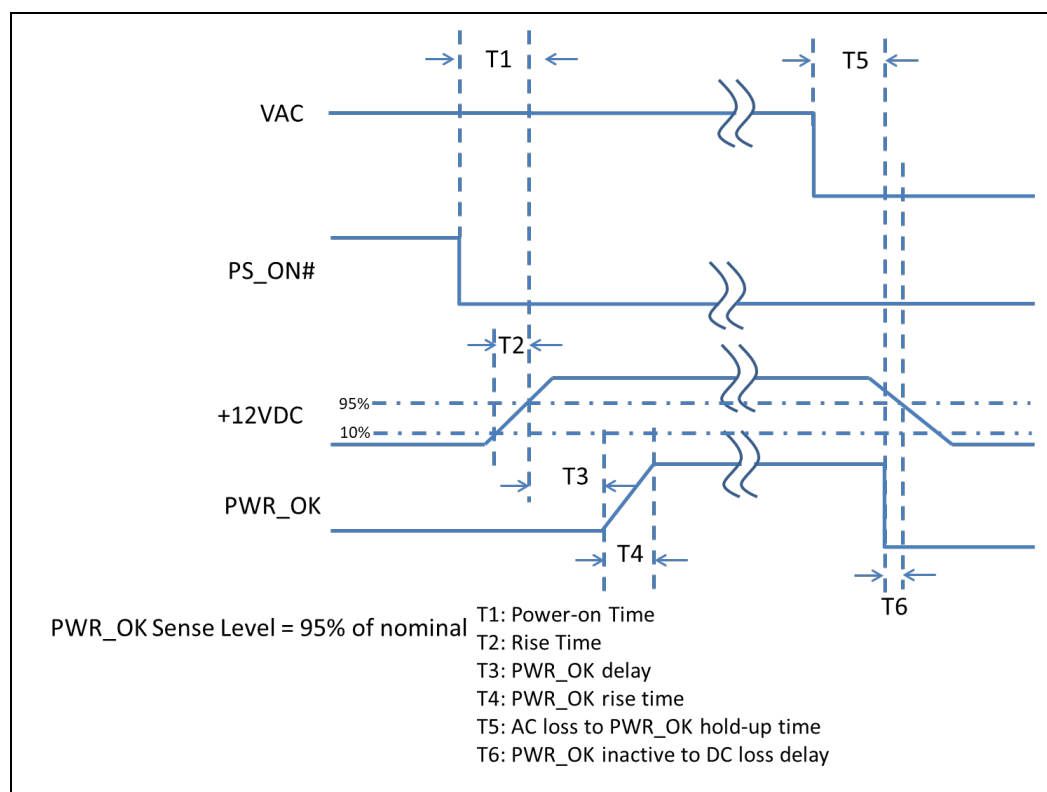 T1
T5
VAC
PS_ON#
T2
95%
+12VDC
10%
T3
PWR_OK
T4
T6
PWR_OK Sense Level = 95% of nominal
T1: Power-on Time
T2: Rise Time
T3: PWR_OK delay
T4: PWR_OK rise time
T5: AC loss to PWR_OK hold-up time
T6: PWR_OK inactive to DC loss delay